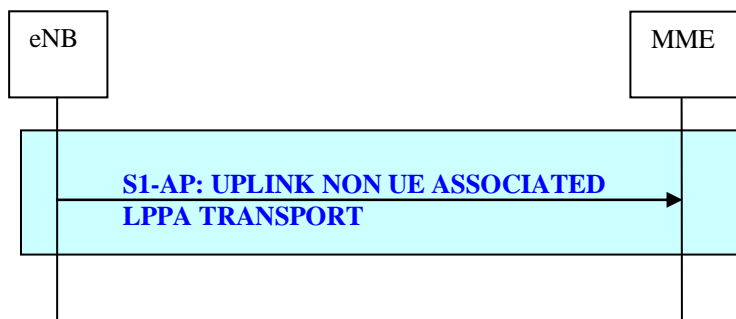 eNB
MME
S1-AP: UPLINK NON UE ASSOCIATED
LPPA TRANSPORT